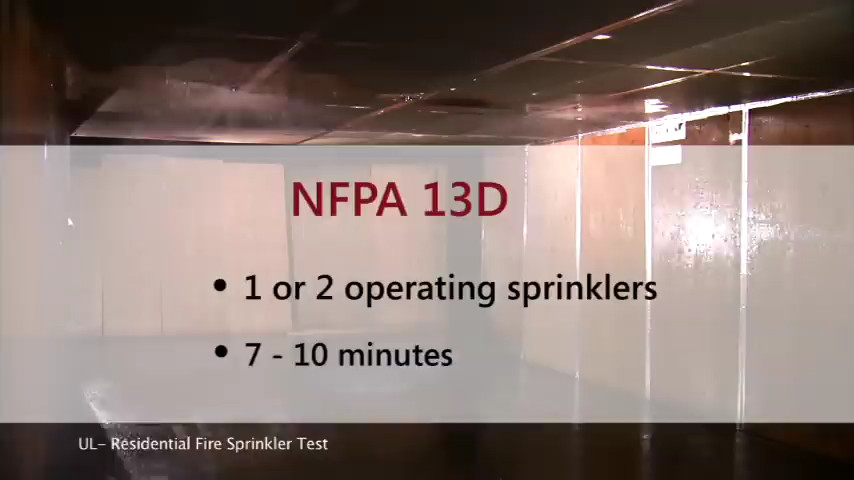 NFPA 13D
• 1 or 2 operating sprinklers
• 7 - 10 minutes
UL- Residential Fire Sprinkler Test